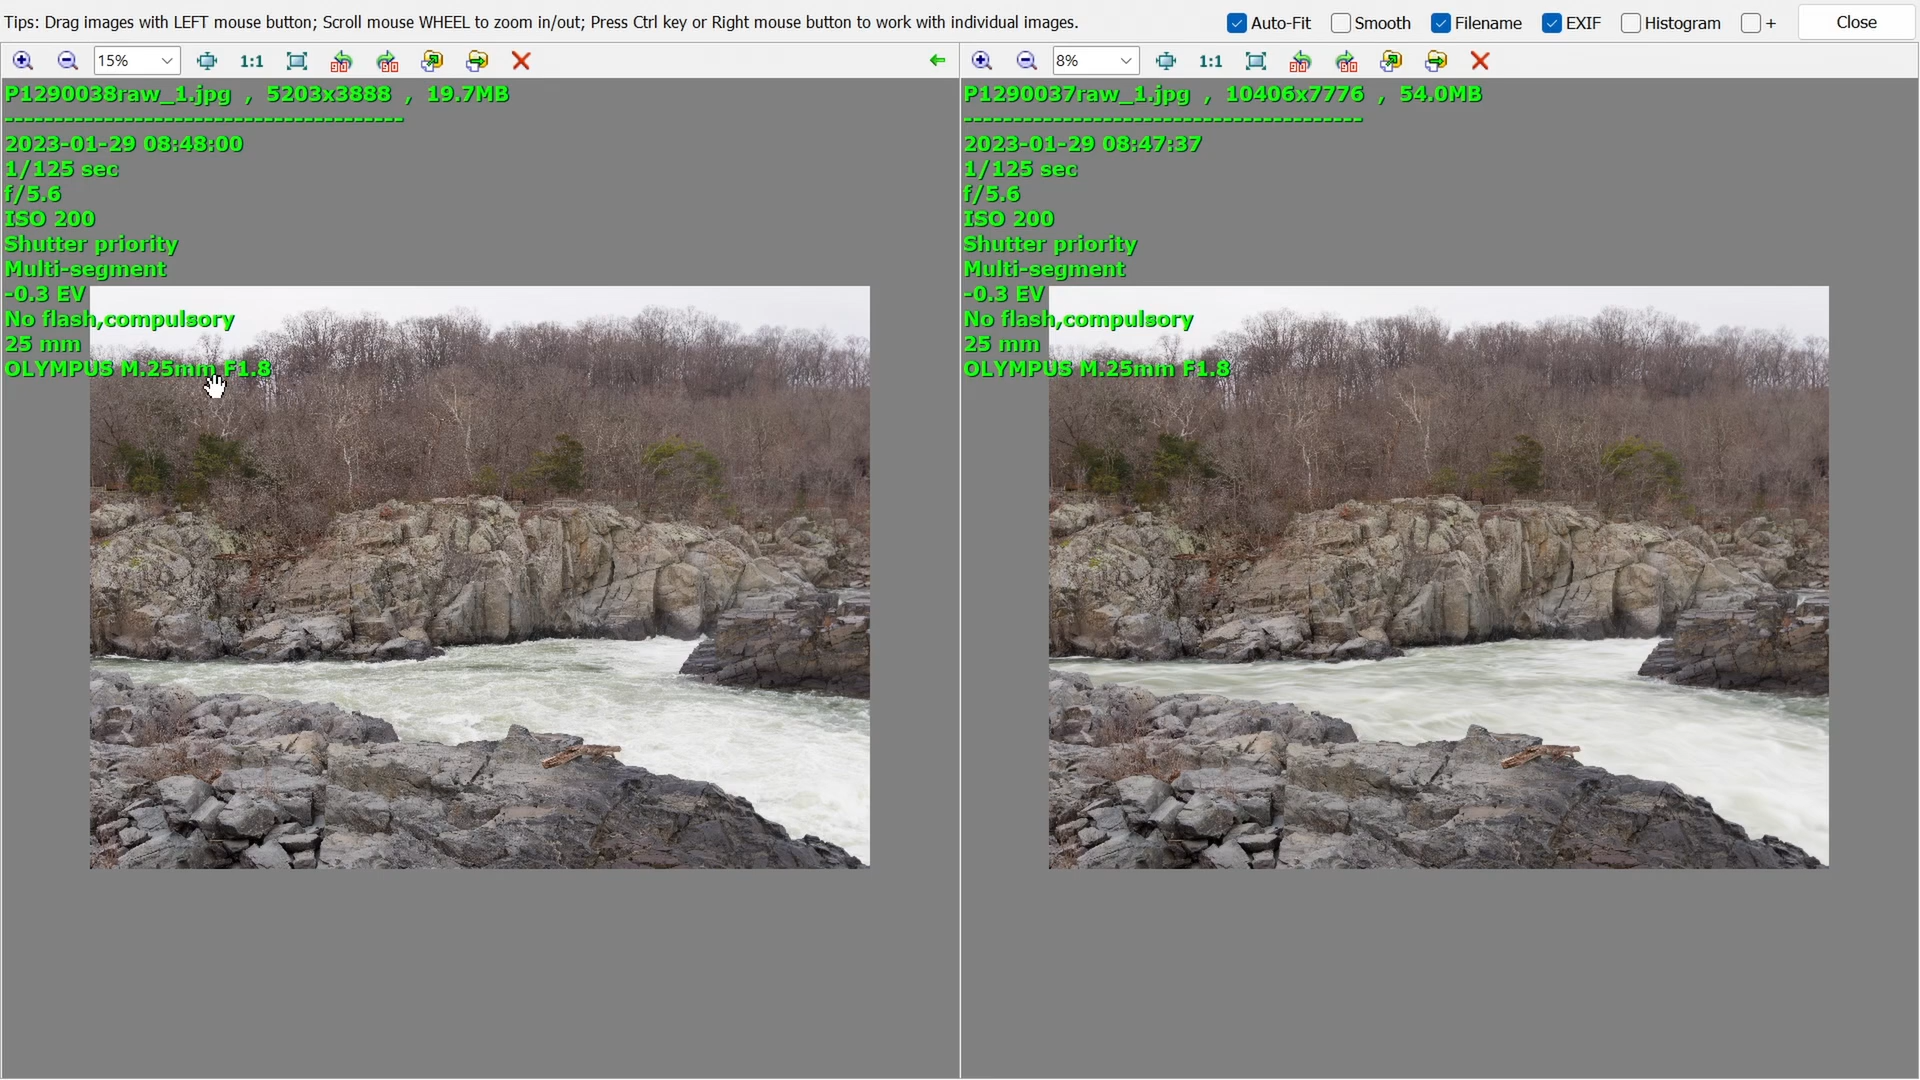 Tips: Drag images with LEFT mouse button; Scroll mouse WHEEL to zoom in/out; Press Ctrl key or Right mouse button to work with individual images.
Auto-Fit Smooth Filename EXIF Histogram + Close
15% 1:1
8% 1:1
P1290038raw_1.jpg , 5203x3888 , 19.7MB
----------------------------------------
2023-01-29 08:48:00
1/125 sec
f/5.6
ISO 200
Shutter priority
Multi-segment
-0.3 EV
No flash,compulsory
25 mm
OLYMPUS M.25mm F1.8
P1290037raw_1.jpg , 10406x7776 , 54.0MB
----------------------------------------
2023-01-29 08:47:37
1/125 sec
f/5.6
ISO 200
Shutter priority
Multi-segment
-0.3 EV
No flash,compulsory
25 mm
OLYMPUS M.25mm F1.8